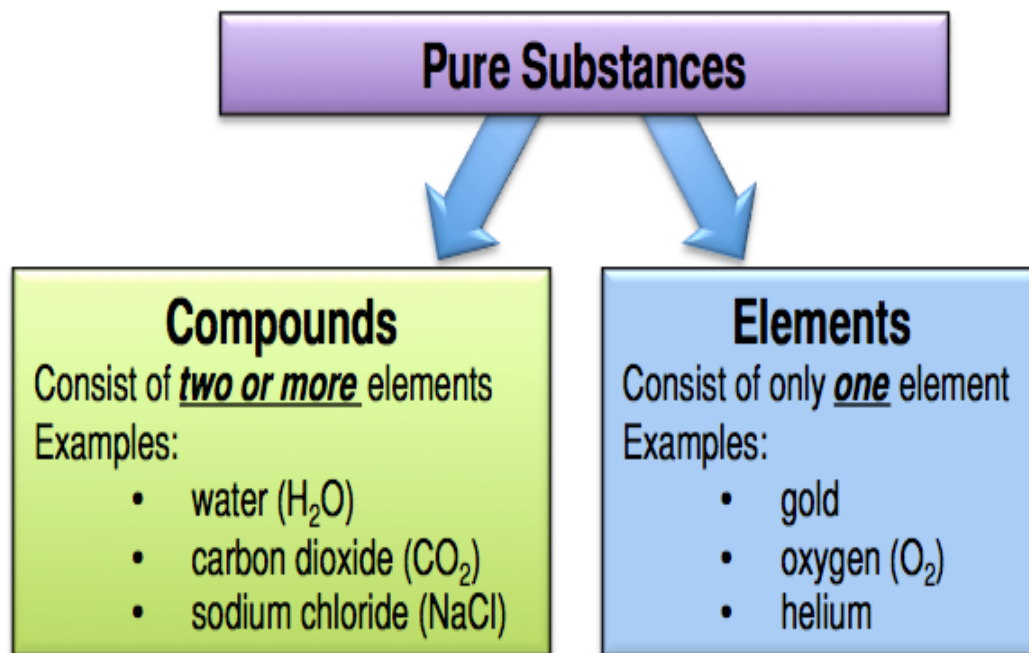 Pure Substances
Compounds
Consist of two or more elements
Examples:
• water (H₂O)
• carbon dioxide (CO₂)
• sodium chloride (NaCl)
Elements
Consist of only one element
Examples:
• gold
• oxygen (O₂)
• helium